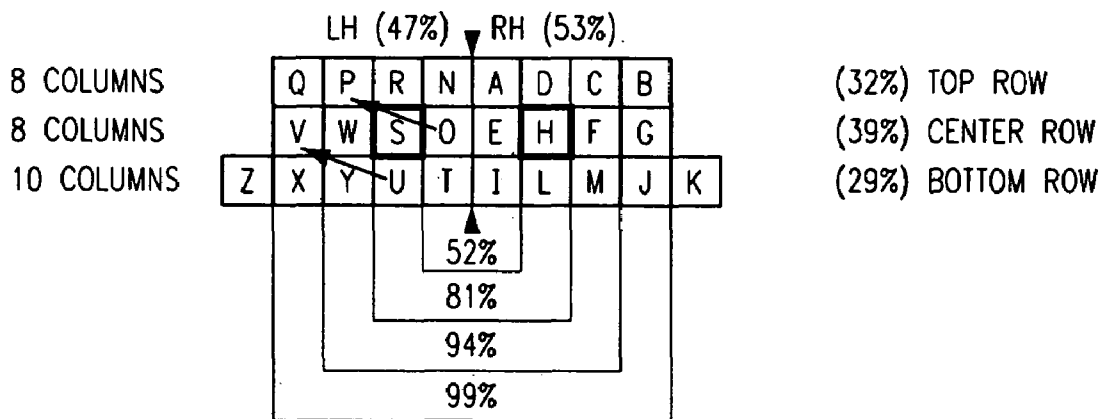 LH (47%) RH (53%)
8 COLUMNS Q P R N A D C B (32%) TOP ROW
8 COLUMNS V W S O E H F G (39%) CENTER ROW
10 COLUMNS Z X Y U T I L M J K (29%) BOTTOM ROW
52%
81%
94%
99%